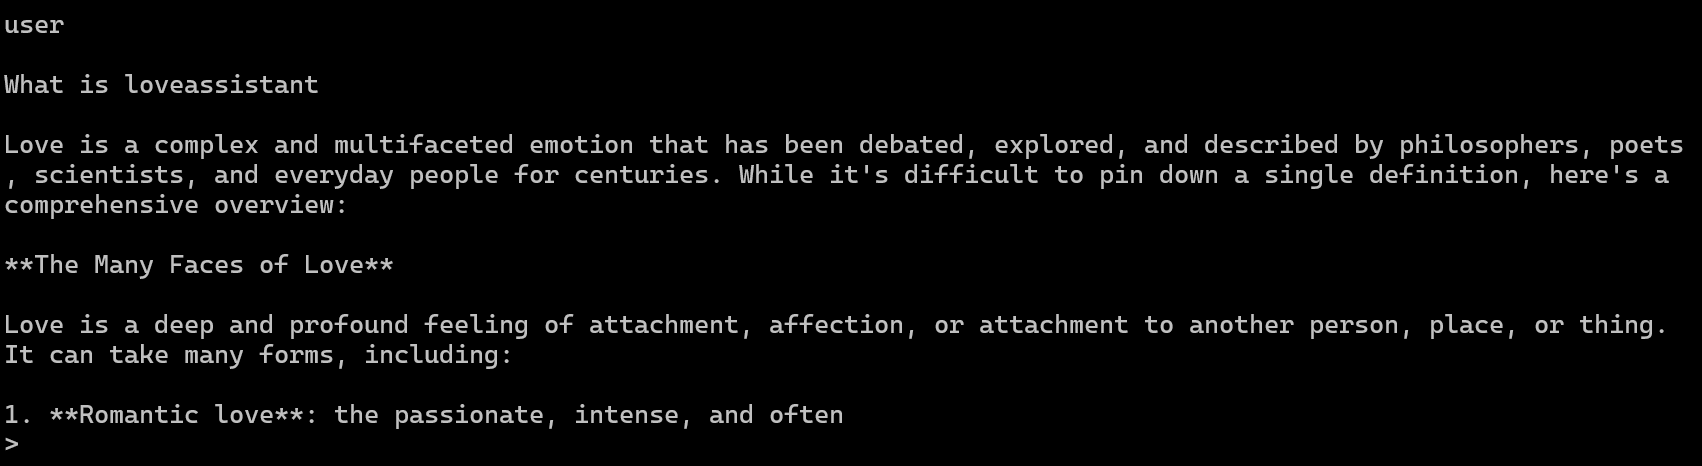 user
What is loveassistant
Love is a complex and multifaceted emotion that has been debated, explored, and described by philosophers, poets
, scientists, and everyday people for centuries. While it's difficult to pin down a single definition, here's a
comprehensive overview:
**The Many Faces of Love**
Love is a deep and profound feeling of attachment, affection, or attachment to another person, place, or thing.
It can take many forms, including:
1. **Romantic love**: the passionate, intense, and often
>